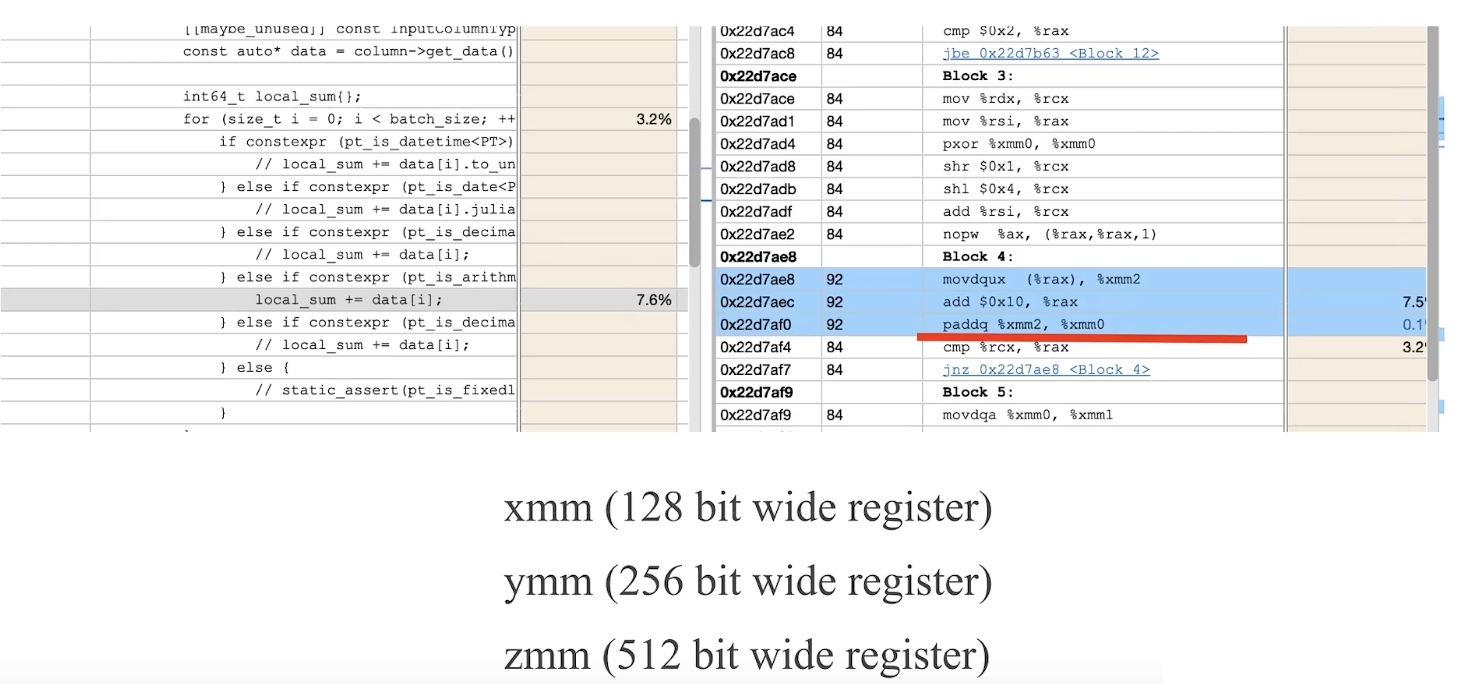 [[maybe_unused]] const InputColumnTyp
const auto* data = column->get_data()
int64_t local_sum{};
for (size_t i = 0; i < batch_size; ++ 3.2%
if constexpr (pt_is_datetime<PT>)
// local_sum += data[i].to_un
} else if constexpr (pt_is_date<P
// local_sum += data[i].julia
} else if constexpr (pt_is_decima
// local_sum += data[i];
} else if constexpr (pt_is_arithm
local_sum += data[i]; 7.6%
} else if constexpr (pt_is_decima
// local_sum += data[i];
} else {
// static_assert(pt_is_fixedl
}
0x22d7ac4 84 cmp $0x2, %rax
0x22d7ac8 84 jbe 0x22d7b63 <Block 12>
0x22d7ace Block 3:
0x22d7ace 84 mov %rdx, %rcx
0x22d7ad1 84 mov %rsi, %rax
0x22d7ad4 84 pxor %xmm0, %xmm0
0x22d7ad8 84 shr $0x1, %rcx
0x22d7adb 84 shl $0x4, %rcx
0x22d7adf 84 add %rsi, %rcx
0x22d7ae2 84 nopw %ax, (%rax,%rax,1)
0x22d7ae8 Block 4:
0x22d7ae8 92 movdqux (%rax), %xmm2
0x22d7aec 92 add $0x10, %rax 7.5
0x22d7af0 92 paddq %xmm2, %xmm0 0.1
0x22d7af4 84 cmp %rcx, %rax 3.2
0x22d7af7 84 jnz 0x22d7ae8 <Block 4>
0x22d7af9 Block 5:
0x22d7af9 84 movdqa %xmm0, %xmm1
xmm (128 bit wide register)
ymm (256 bit wide register)
zmm (512 bit wide register)